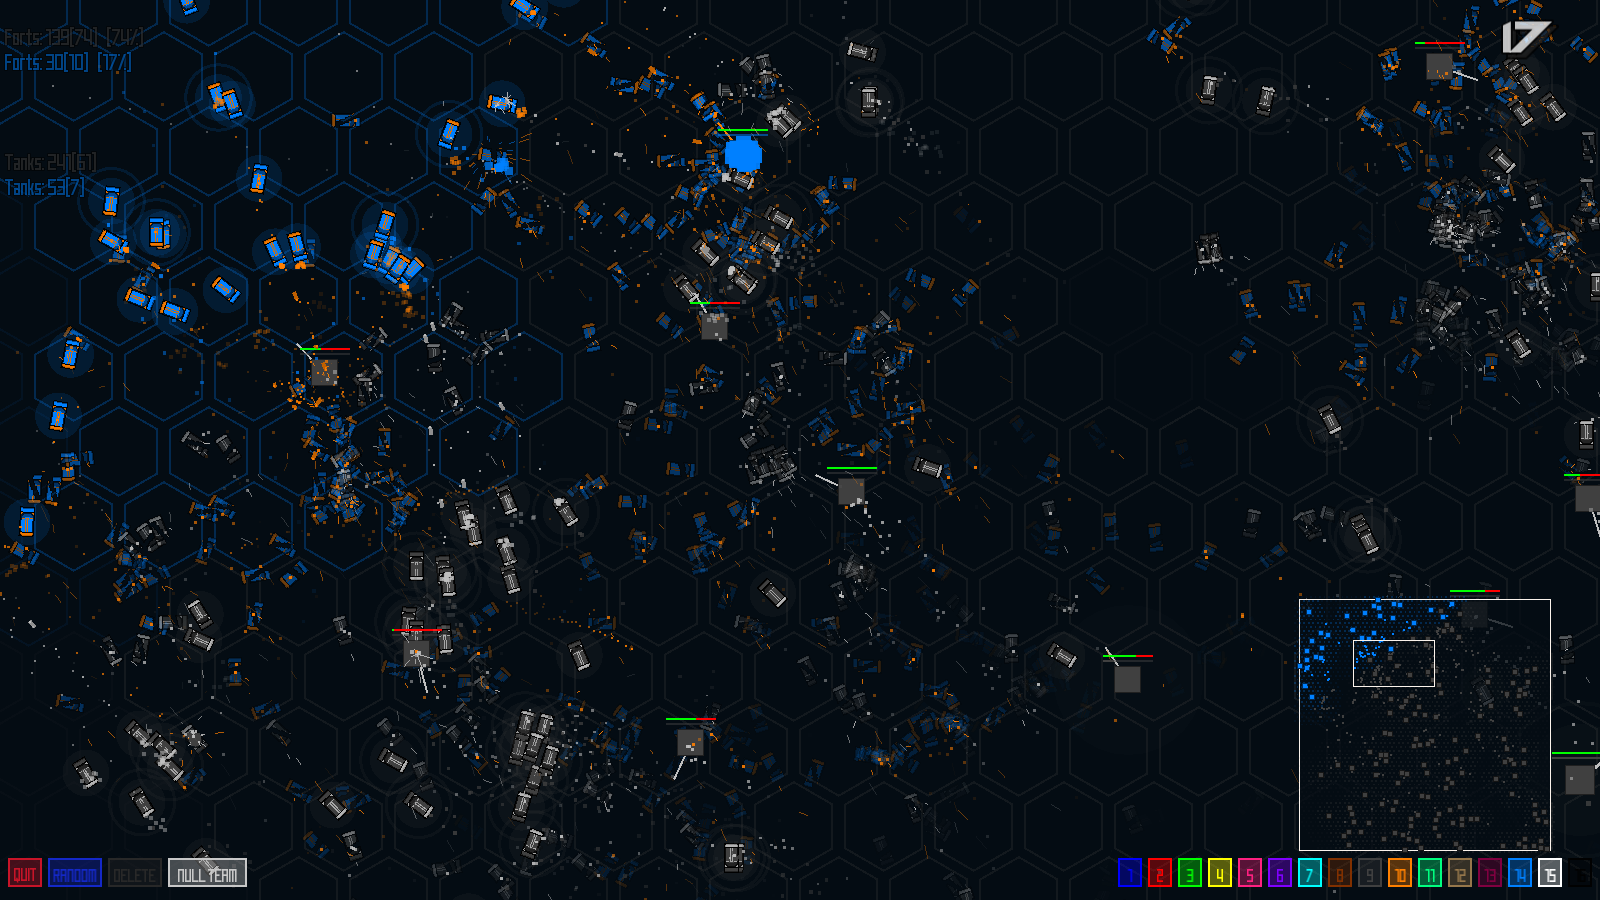 Forts: 139[74] [74%]
Forts: 30[10] [17%]
17
Tanks: 241[61]
Tanks: 53[7]
QUIT RANDOM DELETE NULL TEAM
1 2 3 4 5 6 7 8 9 10 11 12 13 14 15